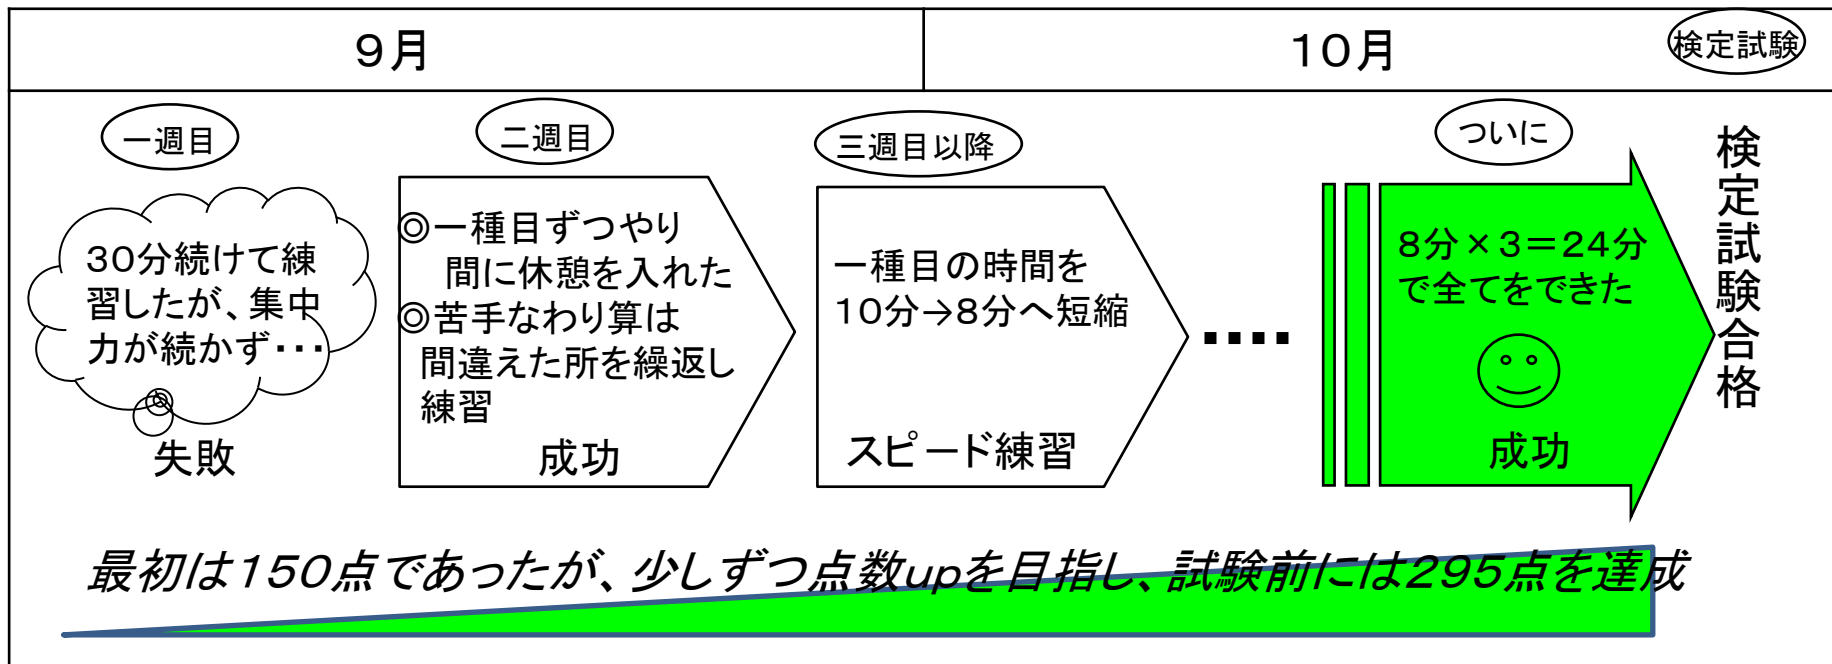 ９月
１０月
検定試験
一週目
３０分続けて練
習したが、集中
力が続かず・・・
失敗
二週目
◎一種目ずつやり
間に休憩を入れた
◎苦手なわり算は
間違えた所を繰返し
練習
成功
三週目以降
一種目の時間を
１０分→８分へ短縮
スピード練習
・・・・
ついに
８分×３＝２４分
で全てをできた
成功
検定試験合格
最初は１５０点であったが、少しずつ点数upを目指し、試験前には２９５点を達成